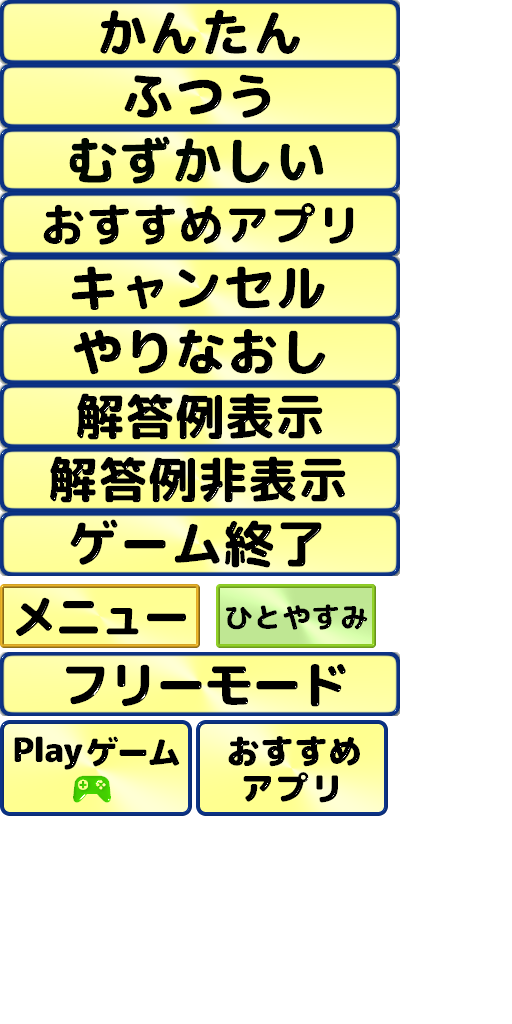 かんたん
ふつう
むずかしい
おすすめアプリ
キャンセル
やりなおし
解答例表示
解答例非表示
ゲーム終了
メニュー
ひとやすみ
フリーモード
Playゲーム
おすすめ
アプリ